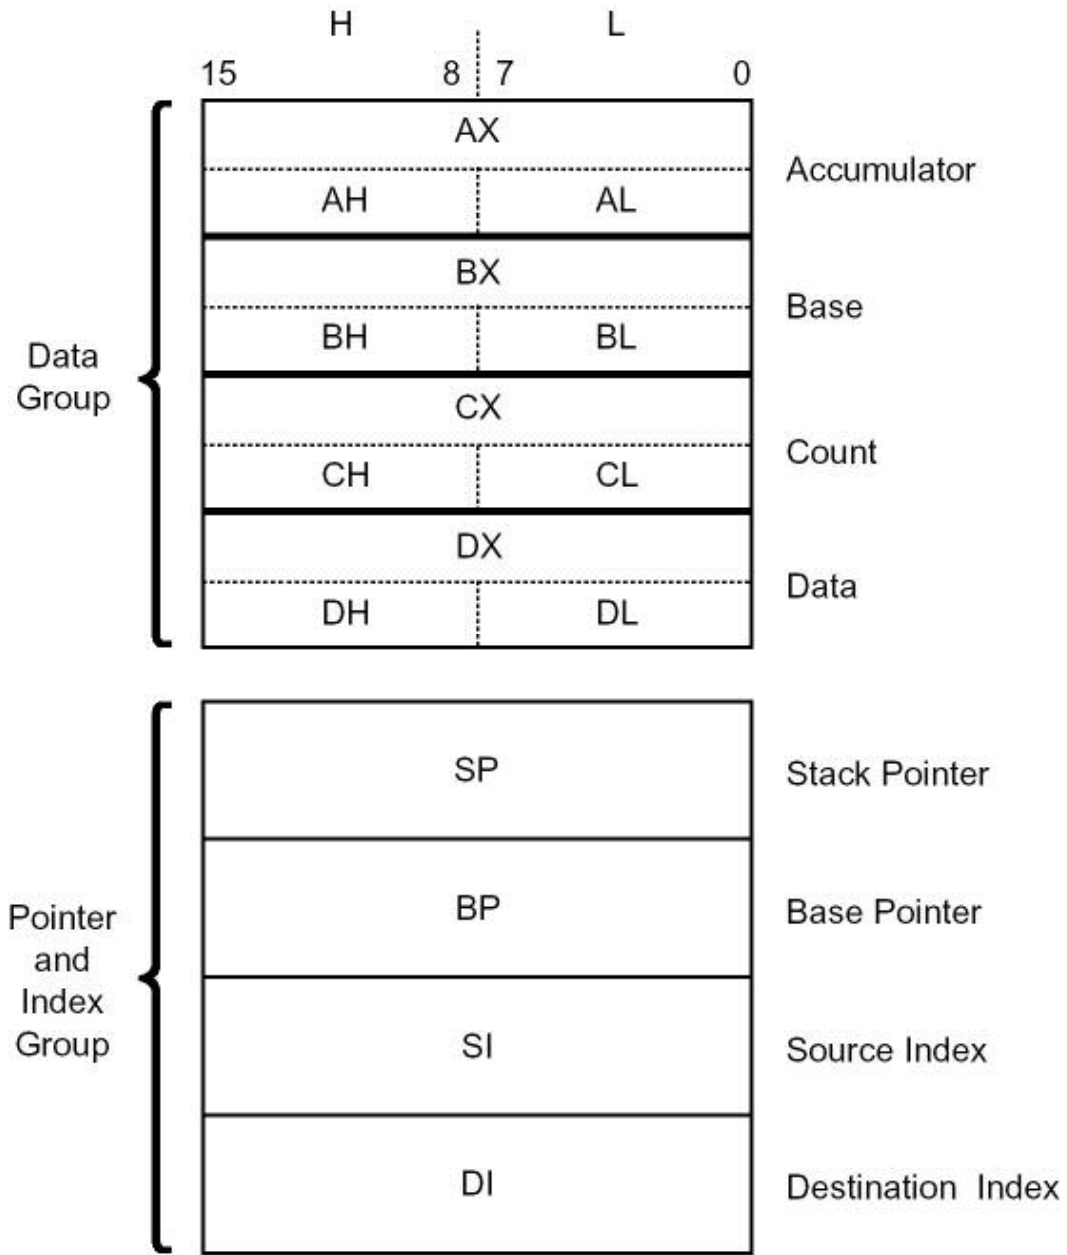 H L
15 8 7 0
AX
Accumulator
AH AL
BX
Base
BH BL
Data
Group
CX
Count
CH CL
DX
Data
DH DL
SP
Stack Pointer
BP
Base Pointer
Pointer
and
Index
Group
SI
Source Index
DI
Destination Index